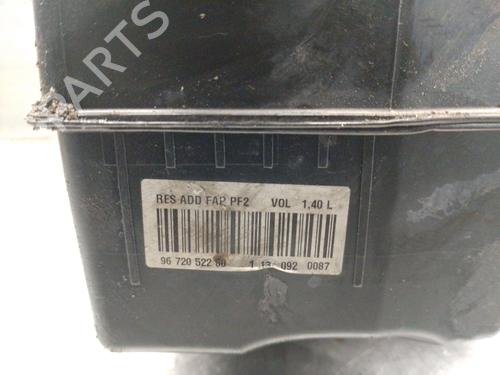 PARTS
RES ADD FAP PF2 VOL 1,40 L
96 720 522 80 1 13 092 0087